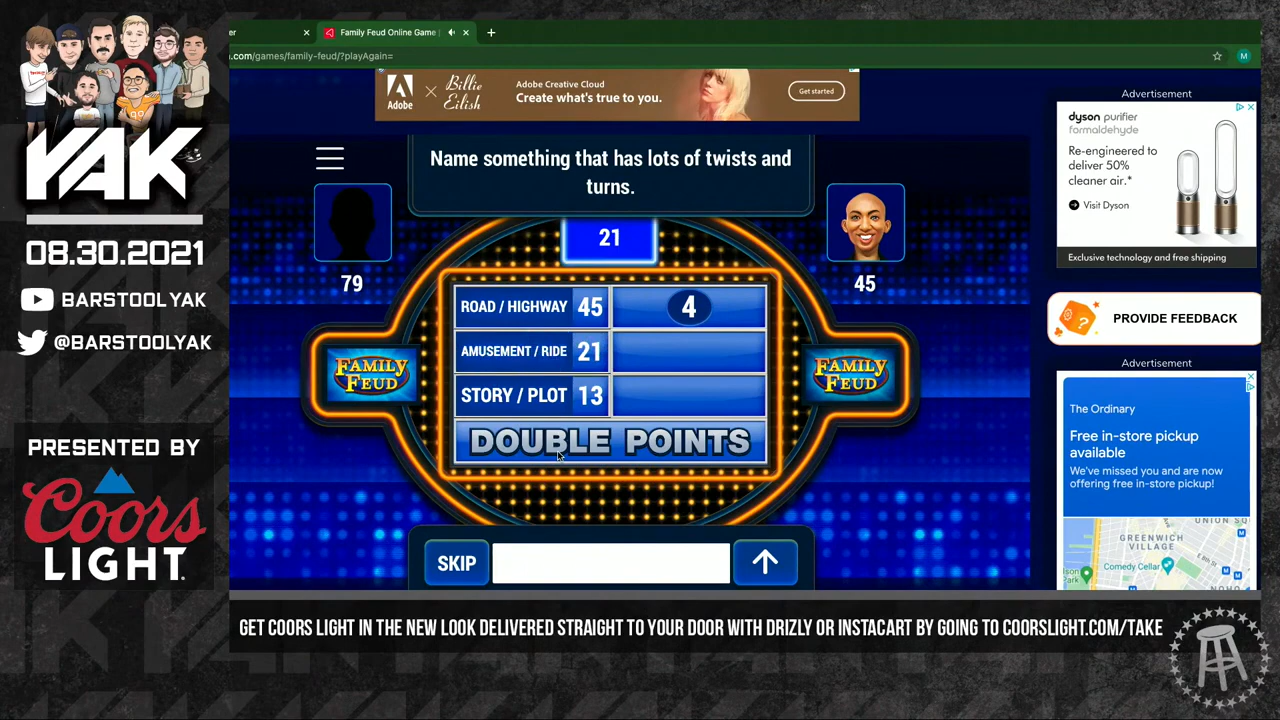 YAK
08.30.2021
BARSTOOLYAK
@BARSTOOLYAK
PRESENTED BY
Coors
LIGHT
er
Family Feud Online Game |
.com/games/family-feud/?playAgain=
M
Adobe
Billie
Eilish
Adobe Creative Cloud
Create what's true to you.
Get started
Name something that has lots of twists and
turns.
21
79
45
ROAD / HIGHWAY 45
4
AMUSEMENT / RIDE 21
STORY / PLOT 13
DOUBLE POINTS
FAMILY
FEUD
FAMILY
FEUD
SKIP
Advertisement
dyson purifier
formaldehyde
Re-engineered to
deliver 50%
cleaner air.*
Visit Dyson
Exclusive technology and free shipping
PROVIDE FEEDBACK
Advertisement
The Ordinary
Free in-store pickup
available
We've missed you and are now
offering free in-store pickup!
UNION SQ
GREENWICH
VILLAGE
E 8th St
Comedy Cellar
son
Park
NOHO
GET COORS LIGHT IN THE NEW LOOK DELIVERED STRAIGHT TO YOUR DOOR WITH DRIZLY OR INSTACART BY GOING TO COORSLIGHT.COM/TAKE